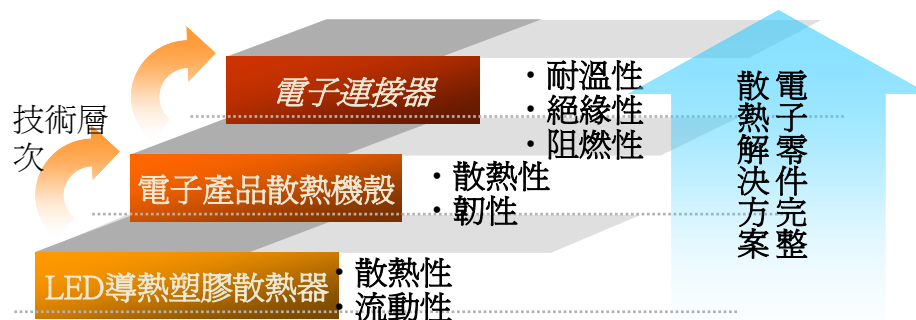 電子連接器
・耐溫性
・絕緣性
・阻燃性
技術層
次
電子產品散熱機殼
・散熱性
・韌性
LED導熱塑膠散熱器
・散熱性
・流動性
電子零件完整
散熱解決方案